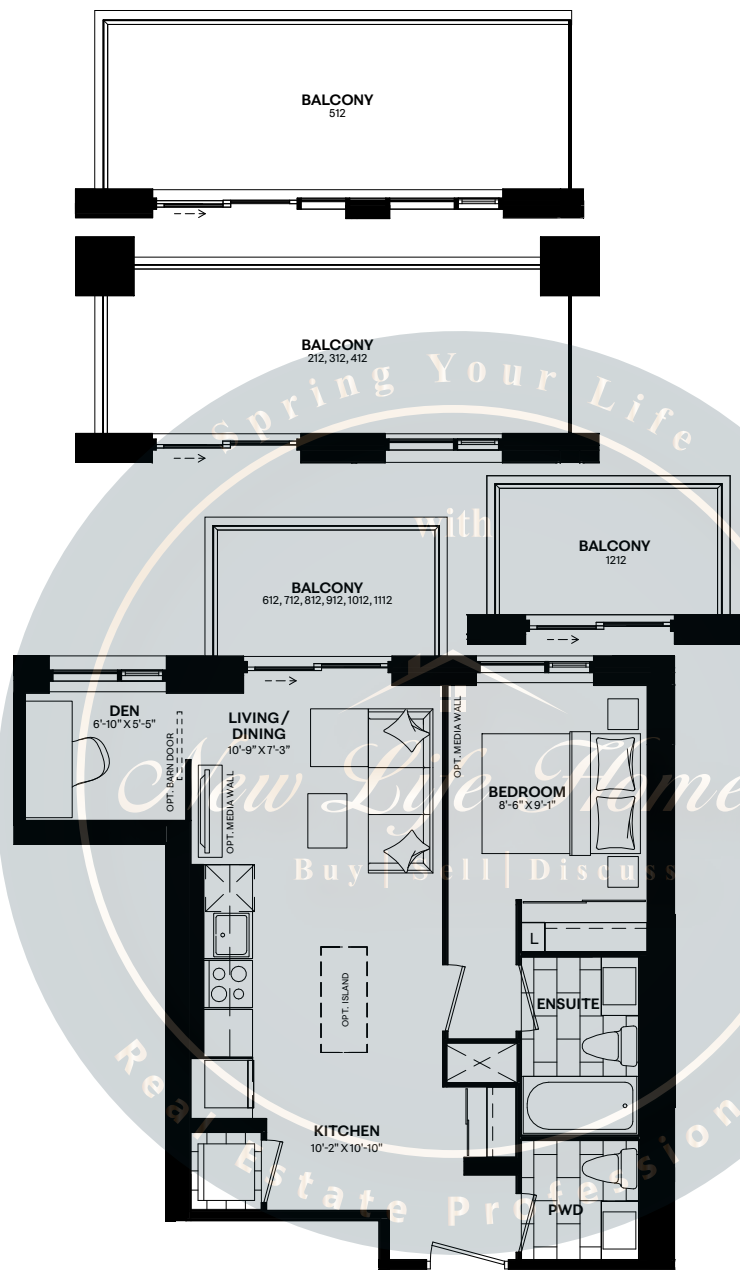 BALCONY
512
BALCONY
212, 312, 412
Spring Your Life
with
BALCONY
1212
BALCONY
612, 712, 812, 912, 1012, 1112
DEN
6'-10" X 5'-5"
OPT. BARN DOOR
LIVING/
DINING
10'-9" X 7'-3"
OPT. MEDIA WALL
OPT. MEDIA WALL
BEDROOM
8'-6" X 9'-1"
New Life Home
Buy | Sell | Discuss
L
OPT. ISLAND
ENSUITE
KITCHEN
10'-2" X 10'-10"
PWD
Real Estate Profession